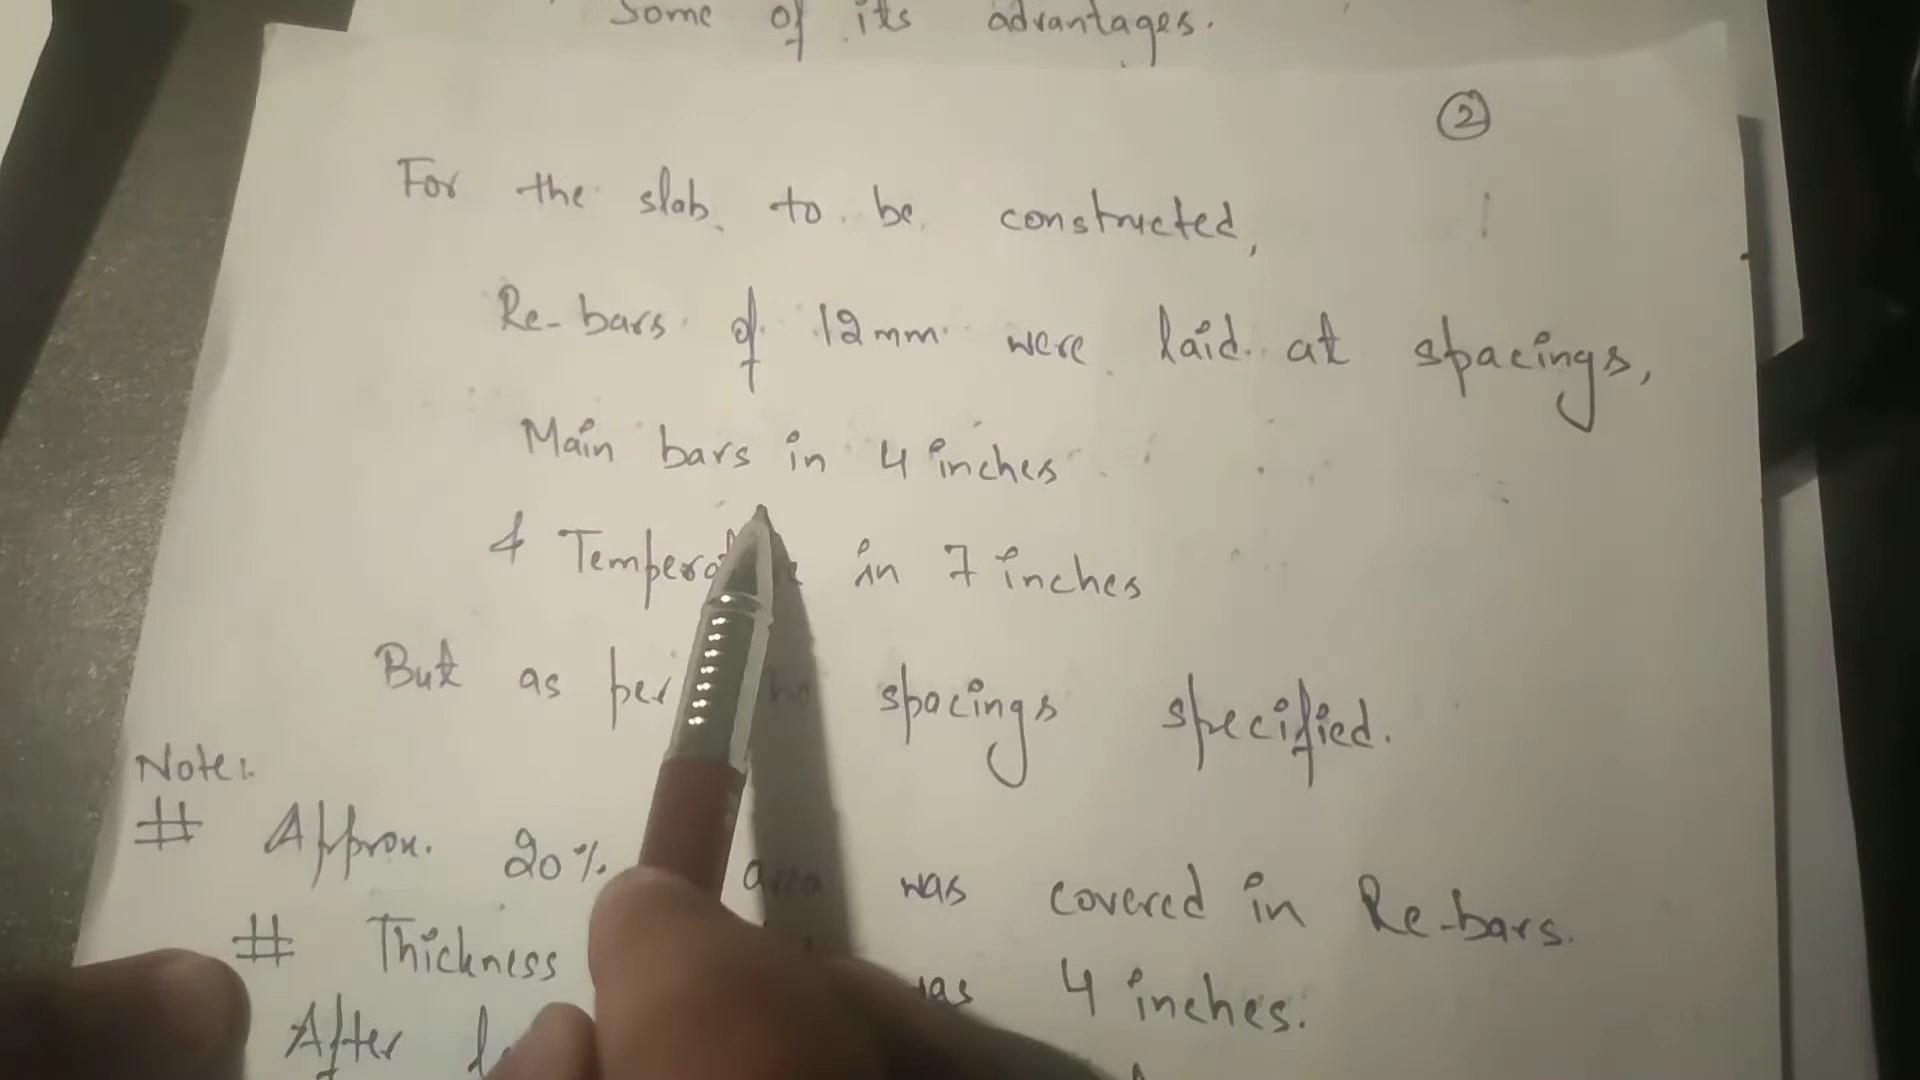 Some of its advantages.
2
For the slab to be constructed,
Re-bars of 12mm were laid at spacings,
Main bars in 4 inches
& in 7 inches
But as per spacings specified.
Note:
# Approx. 20% area was covered in Re-bars.
# Thickness was 4 inches.
After